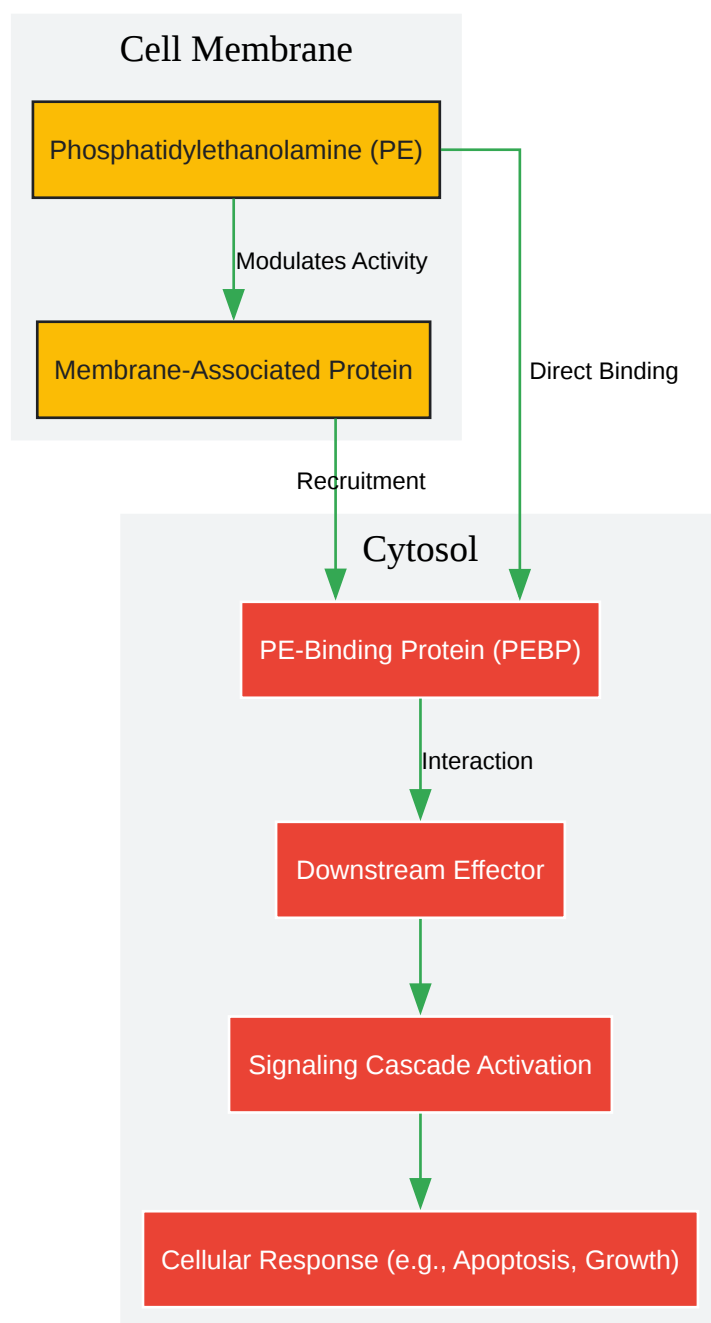 Cell Membrane
Phosphatidylethanolamine (PE)
Modulates Activity
Membrane-Associated Protein
Direct Binding
Recruitment
Cytosol
PE-Binding Protein (PEBP)
Interaction
Downstream Effector
Signaling Cascade Activation
Cellular Response (e.g., Apoptosis, Growth)